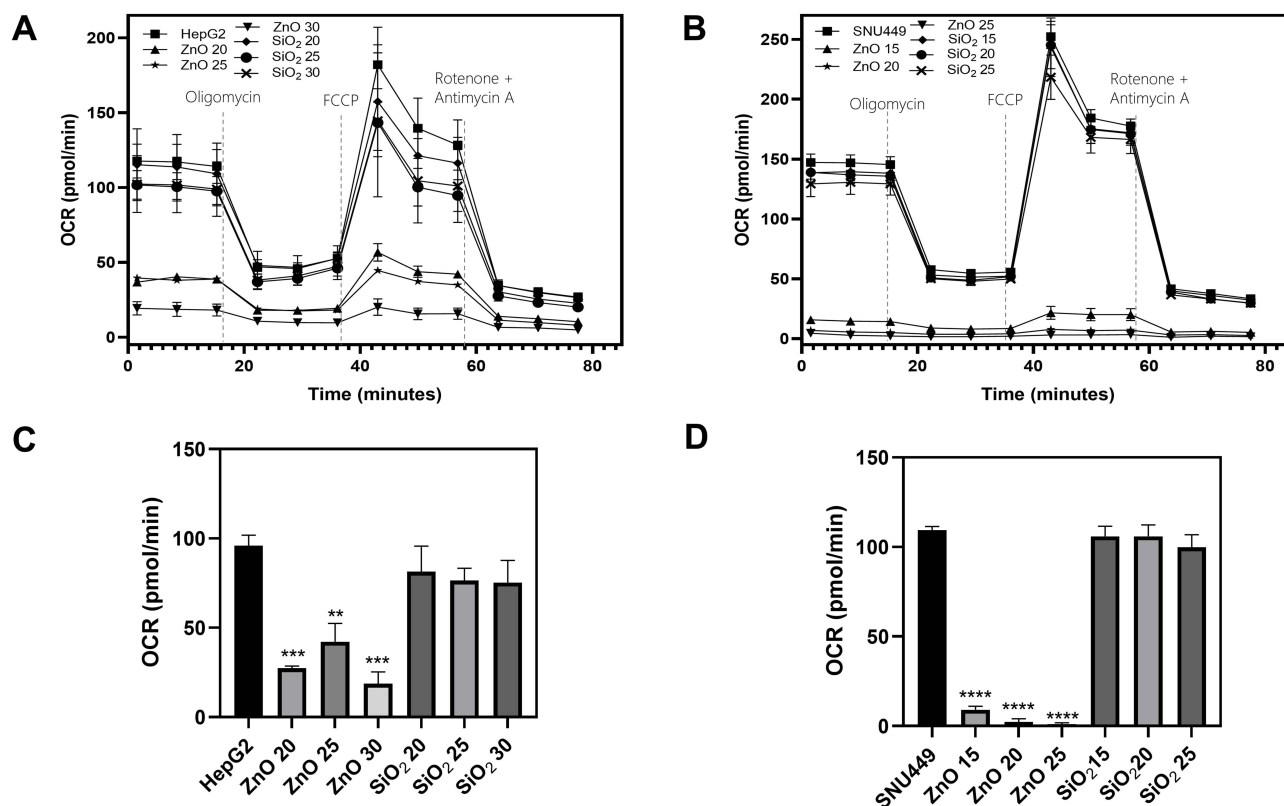 A
HepG2
ZnO 20
ZnO 25
ZnO 30
SiO₂ 20
SiO₂ 25
SiO₂ 30
Oligomycin
FCCP
Rotenone +
Antimycin A
OCR (pmol/min)
200
150
100
50
0
0 20 40 60 80
Time (minutes)
B
SNU449
ZnO 15
ZnO 20
ZnO 25
SiO₂ 15
SiO₂ 20
SiO₂ 25
Oligomycin
FCCP
Rotenone +
Antimycin A
OCR (pmol/min)
250
200
150
100
50
0
0 20 40 60 80
Time (minutes)
C
OCR (pmol/min)
150
100
50
0
***
**
***
HepG2
ZnO 20
ZnO 25
ZnO 30
SiO₂ 20
SiO₂ 25
SiO₂ 30
D
OCR (pmol/min)
150
100
50
0
****
****
****
SNU449
ZnO 15
ZnO 20
ZnO 25
SiO₂ 15
SiO₂ 20
SiO₂ 25